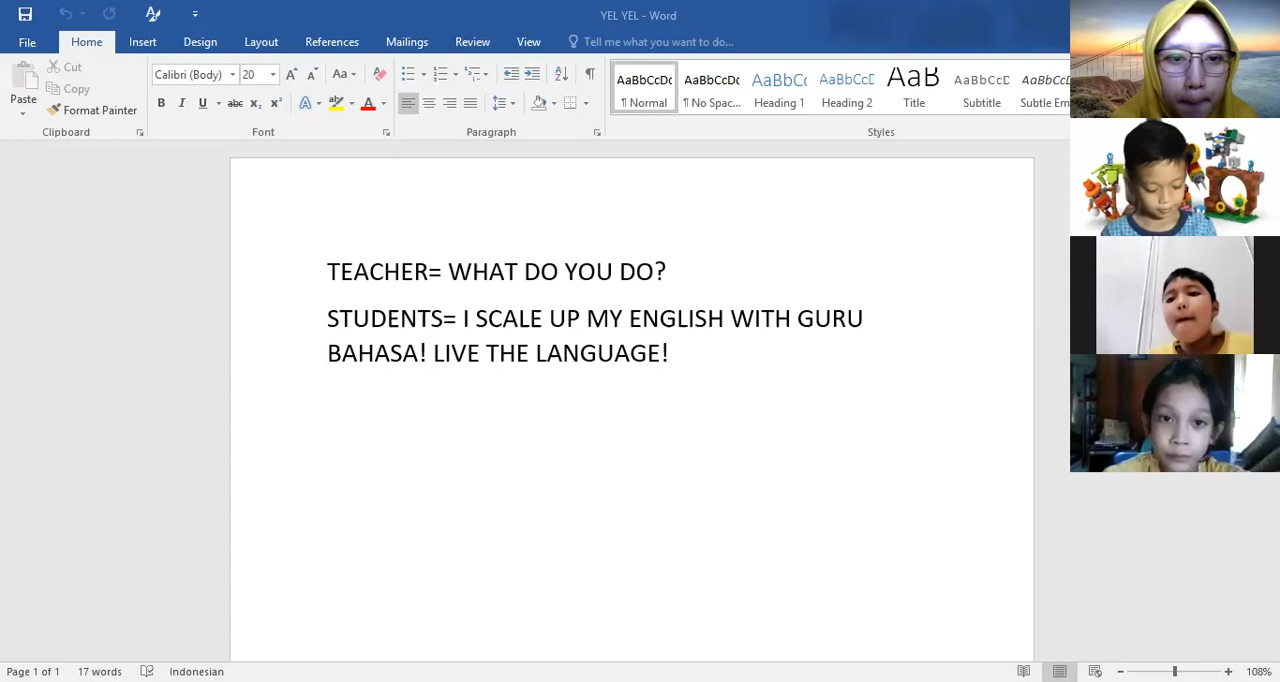 YEL YEL - Word
File Home Insert Design Layout References Mailings Review View Tell me what you want to do...
Cut
Copy
Format Painter
Paste
Calibri (Body) 20
AaBbCcDc AaBbCcDc AaBbCc AaBbCcD AaB AaBbCcD AaBbCcDc
¶ Normal ¶ No Spac... Heading 1 Heading 2 Title Subtitle Subtle Em
Clipboard Font Paragraph Styles
TEACHER= WHAT DO YOU DO?
STUDENTS= I SCALE UP MY ENGLISH WITH GURU
BAHASA! LIVE THE LANGUAGE!
Page 1 of 1 17 words Indonesian 108%